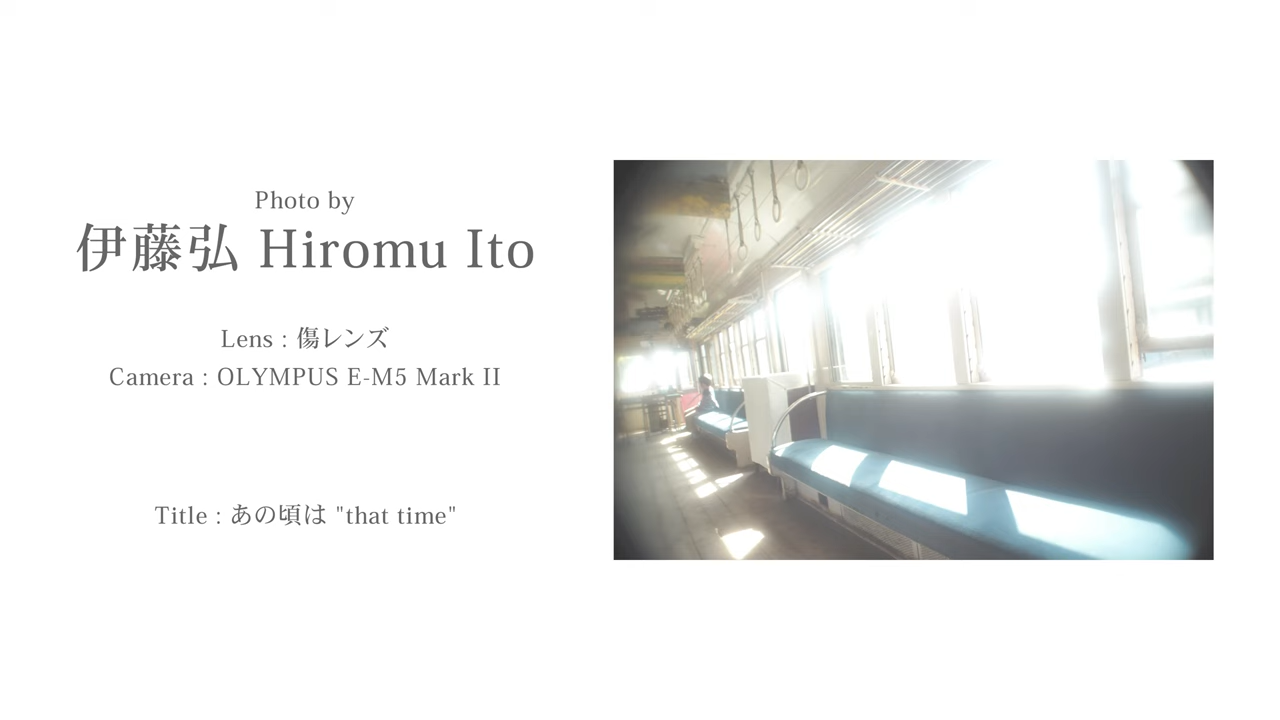 Photo by
伊藤弘 Hiromu Ito
Lens : 傷レンズ
Camera : OLYMPUS E-M5 Mark II
Title : あの頃は "that time"